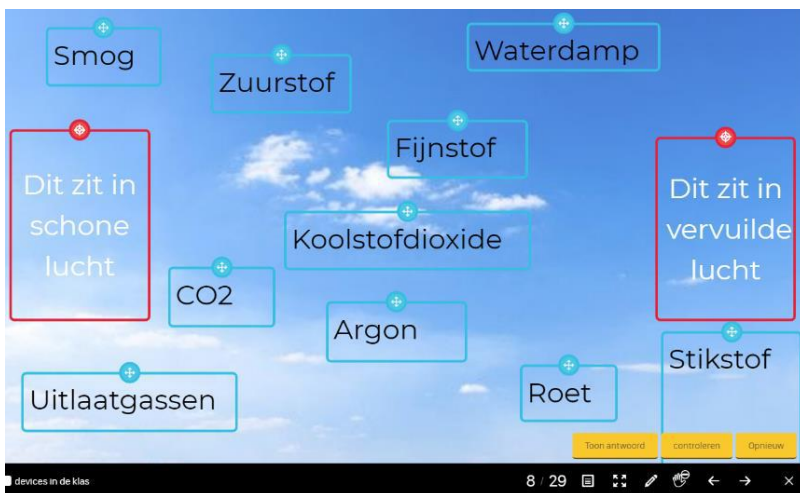 Smog
Waterdamp
Zuurstof
Fijnstof
Dit zit in
schone
lucht
Dit zit in
vervuilde
lucht
Koolstofdioxide
CO2
Argon
Stikstof
Uitlaatgassen
Roet
Toon antwoord
controleren
Opnieuw
devices in de klas
8 / 29